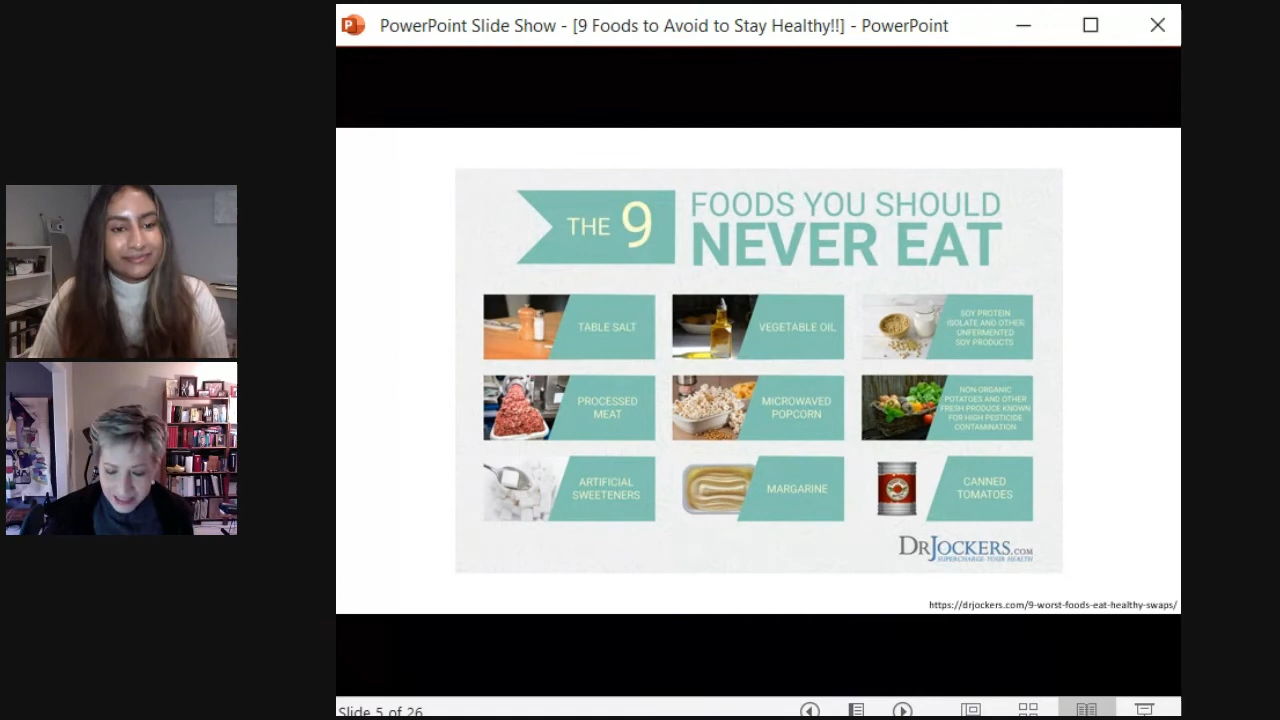 PowerPoint Slide Show - [9 Foods to Avoid to Stay Healthy!!] - PowerPoint
THE 9
FOODS YOU SHOULD
NEVER EAT
TABLE SALT
VEGETABLE OIL
SOY PROTEIN
ISOLATE AND OTHER
UNFERMENTED
SOY PRODUCTS
PROCESSED
MEAT
MICROWAVED
POPCORN
NON-ORGANIC
POTATOES AND OTHER
FRESH PRODUCE KNOWN
FOR HIGH PESTICIDE
CONTAMINATION
ARTIFICIAL
SWEETENERS
MARGARINE
CANNED
TOMATOES
DRJOCKERS.COM
SUPERCHARGE YOUR HEALTH
https://drjockers.com/9-worst-foods-eat-healthy-swaps/
Slide 5 of 26